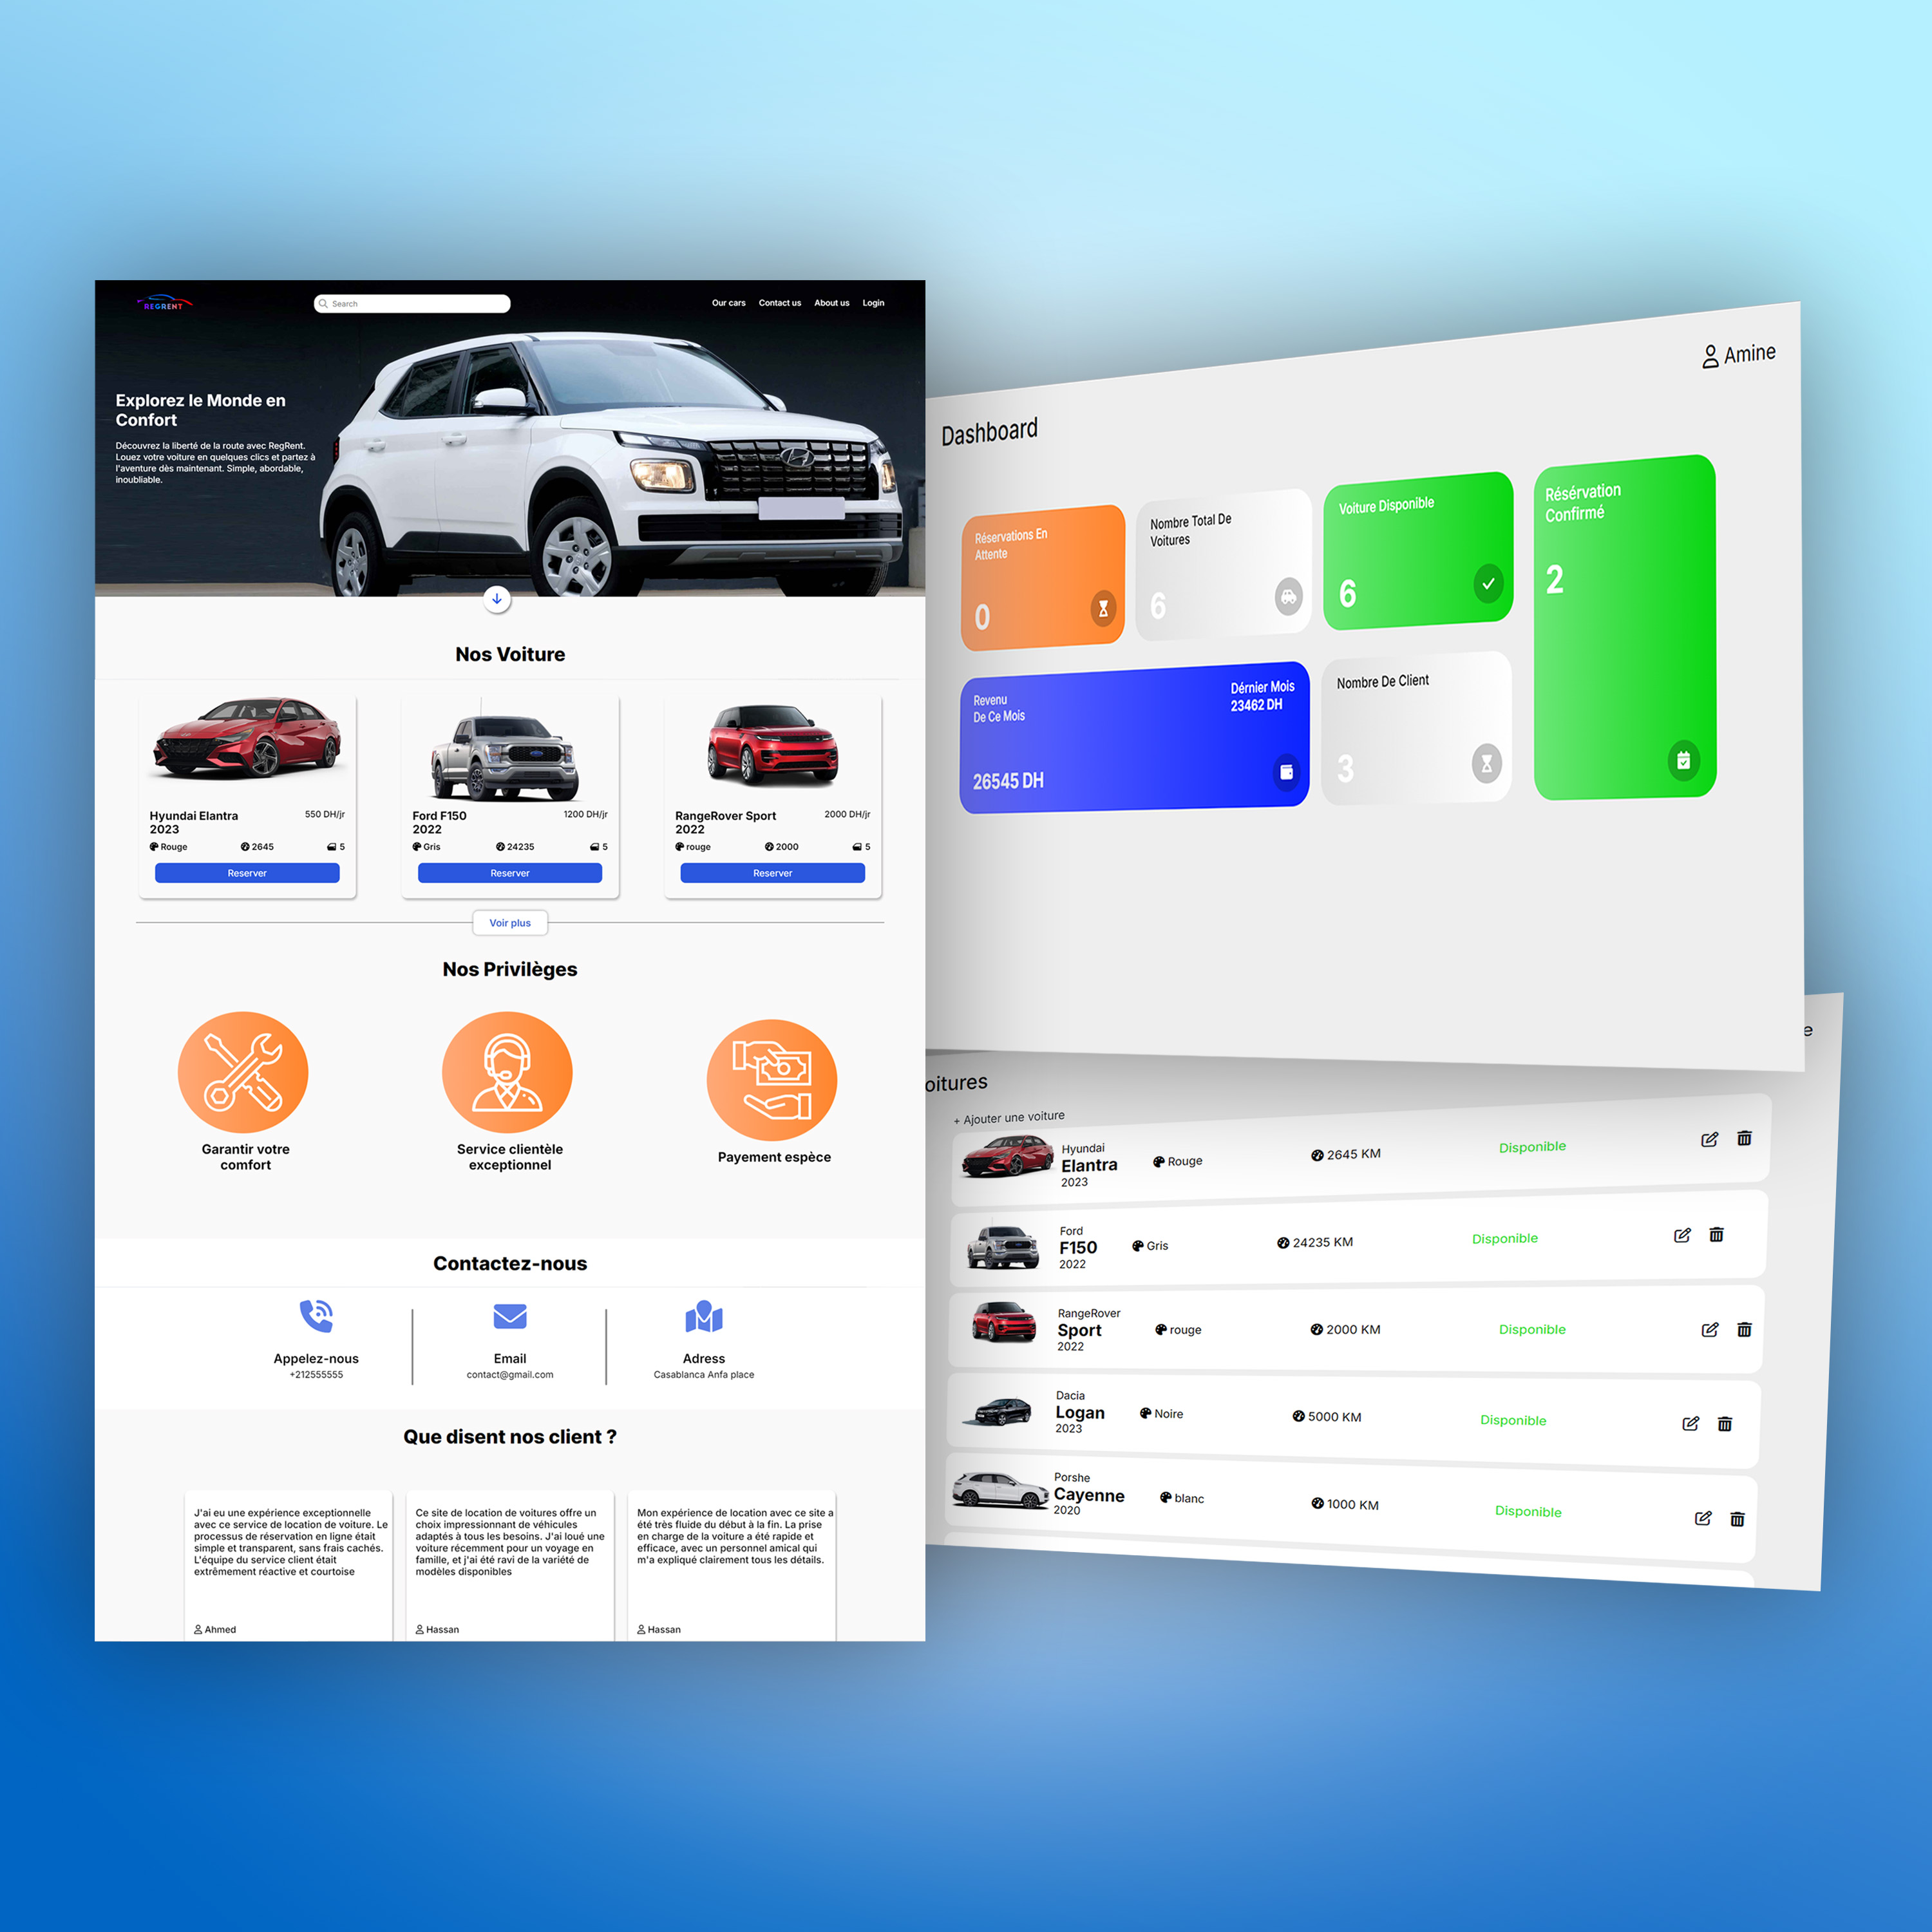 REGRENT
Search
Our cars
Contact us
About us
Login
Explorez le Monde en
Confort
Découvrez la liberté de la route avec RegRent.
Louez votre voiture en quelques clics et partez à
l'aventure dès maintenant. Simple, abordable,
inoubliable.
Nos Voiture
Hyundai Elantra
2023
550 DH/jr
Rouge
2645
5
Reserver
Ford F150
2022
1200 DH/jr
Gris
24235
5
Reserver
RangeRover Sport
2022
2000 DH/jr
rouge
2000
5
Reserver
Voir plus
Nos Privilèges
Garantir votre
comfort
Service clientèle
exceptionnel
Payement espèce
Contactez-nous
Appelez-nous
+212555555
Email
contact@gmail.com
Adress
Casablanca Anfa place
Que disent nos client ?
J'ai eu une expérience exceptionnelle
avec ce service de location de voiture. Le
processus de réservation en ligne était
simple et transparent, sans frais cachés.
L'équipe du service client était
extrêmement réactive et courtoise
Ahmed
Ce site de location de voitures offre un
choix impressionnant de véhicules
adaptés à tous les besoins. J'ai loué une
voiture récemment pour un voyage en
famille, et j'ai été ravi de la variété de
modèles disponibles
Hassan
Mon expérience de location avec ce site a
été très fluide du début à la fin. La prise
en charge de la voiture a été rapide et
efficace, avec un personnel amical qui
m'a expliqué clairement tous les détails.
Hassan
Amine
Dashboard
Réservations En
Attente
0
Nombre Total De
Voitures
6
Voiture Disponible
6
Résérvation
Confirmé
2
Revenu
De Ce Mois
Dérnier Mois
23462 DH
26545 DH
Nombre De Client
3
e
oitures
+ Ajouter une voiture
Hyundai
Elantra
2023
Rouge
2645 KM
Disponible
Ford
F150
2022
Gris
24235 KM
Disponible
RangeRover
Sport
2022
rouge
2000 KM
Disponible
Dacia
Logan
2023
Noire
5000 KM
Disponible
Porshe
Cayenne
2020
blanc
1000 KM
Disponible